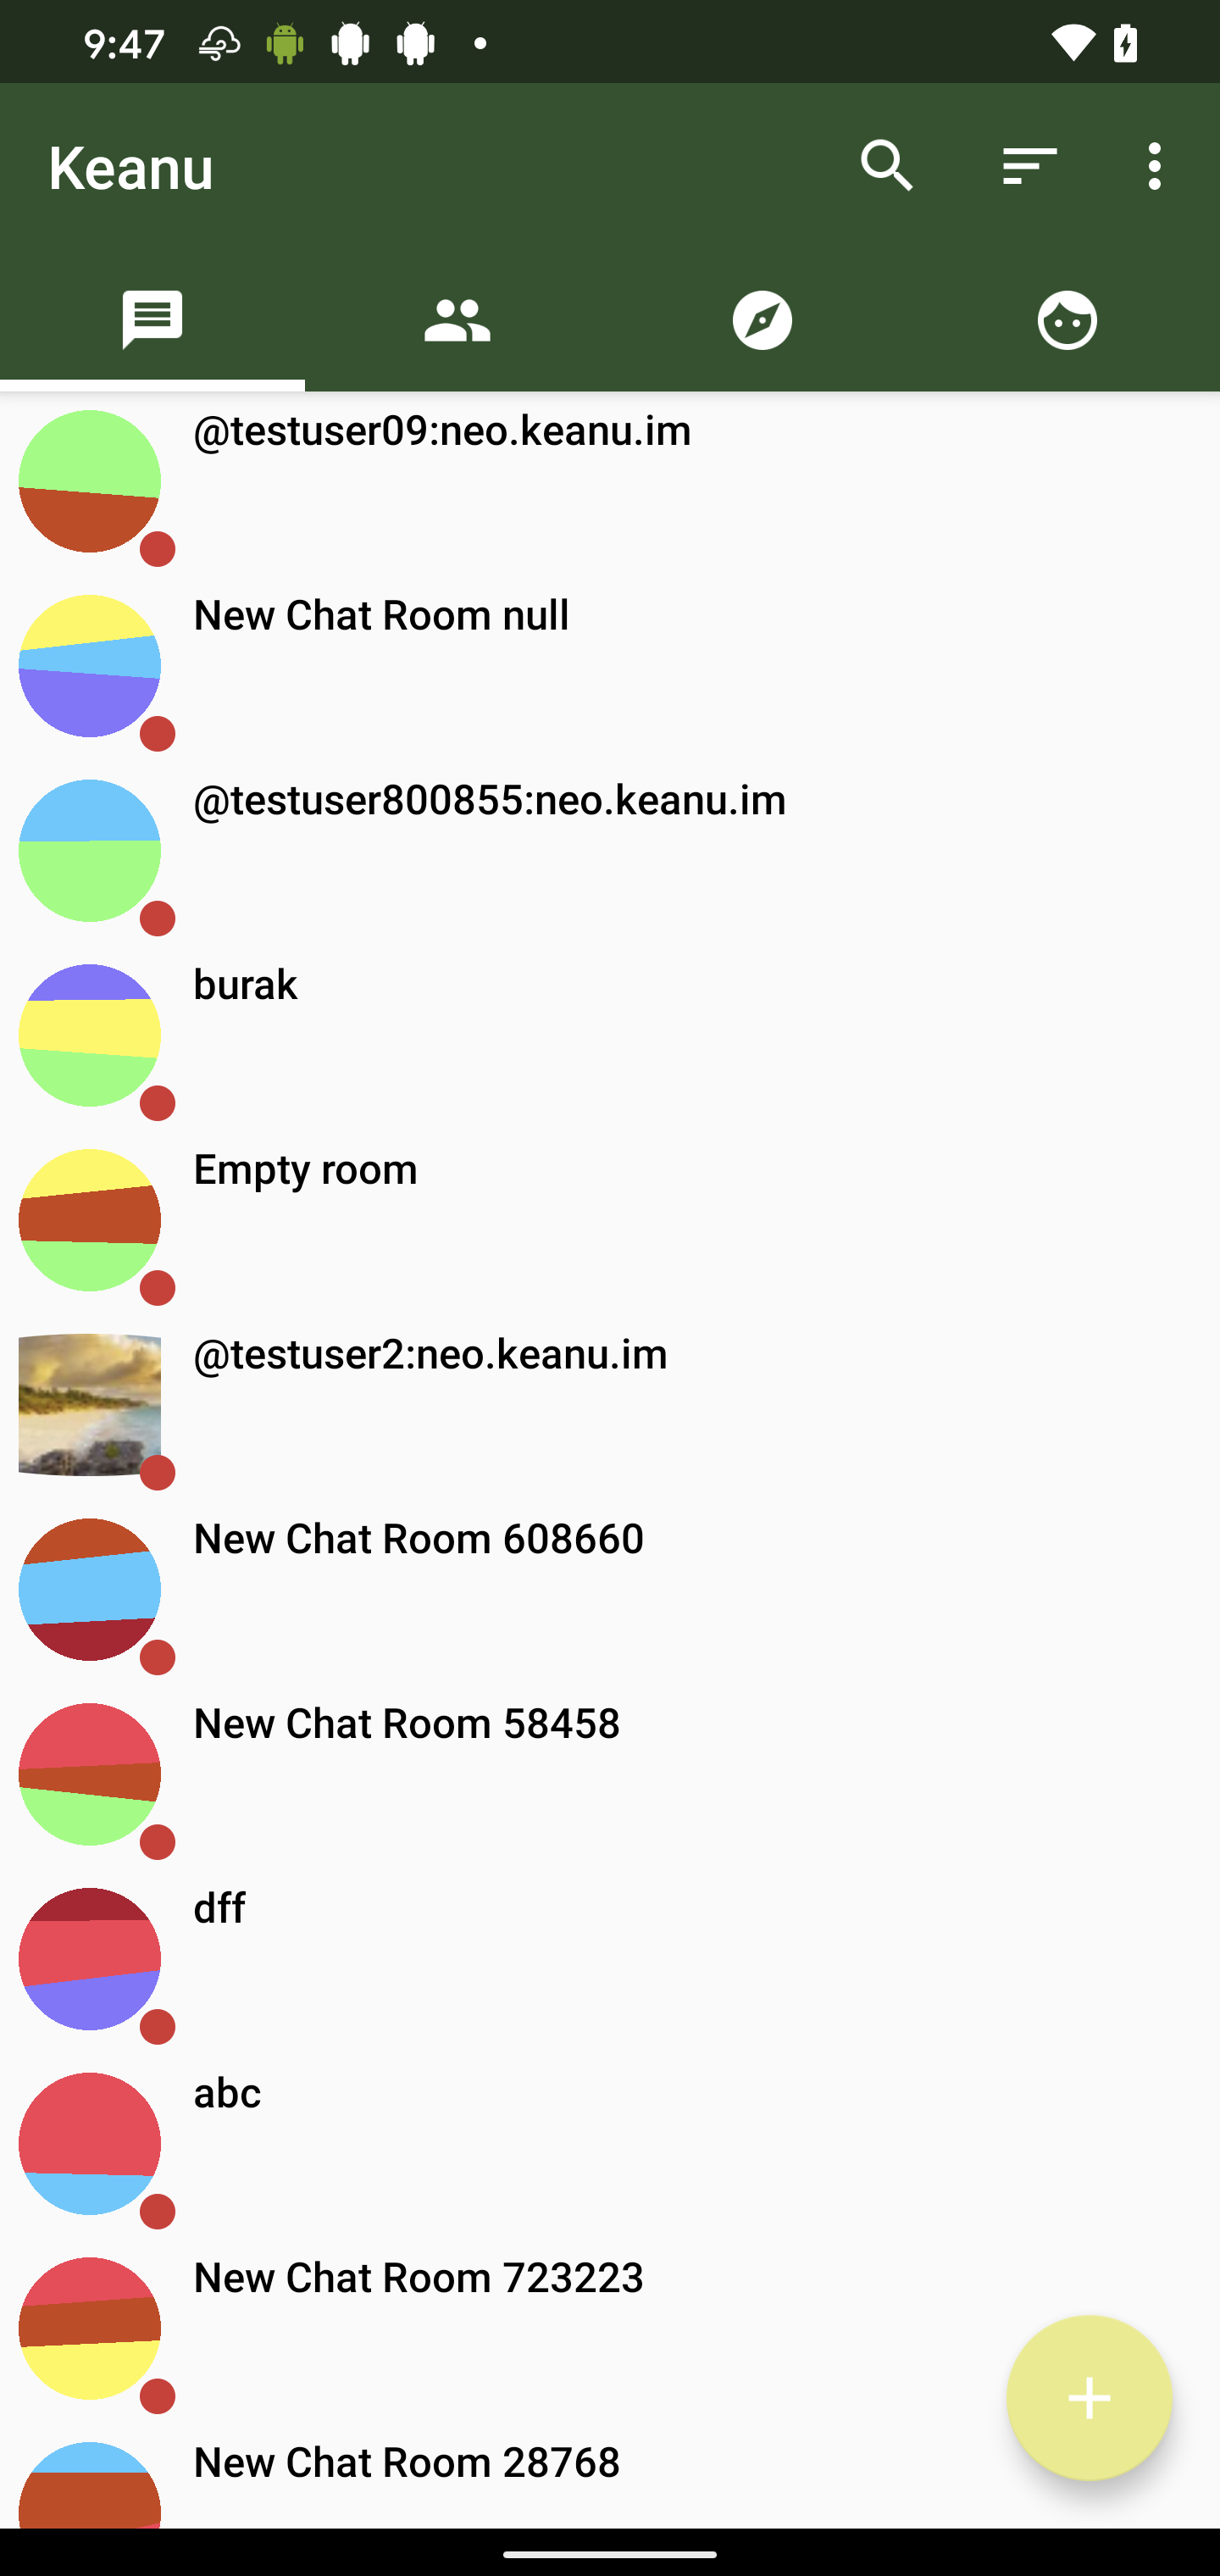 9:47
Keanu
@testuser09:neo.keanu.im
New Chat Room null
@testuser800855:neo.keanu.im
burak
Empty room
@testuser2:neo.keanu.im
New Chat Room 608660
New Chat Room 58458
dff
abc
New Chat Room 723223
New Chat Room 28768